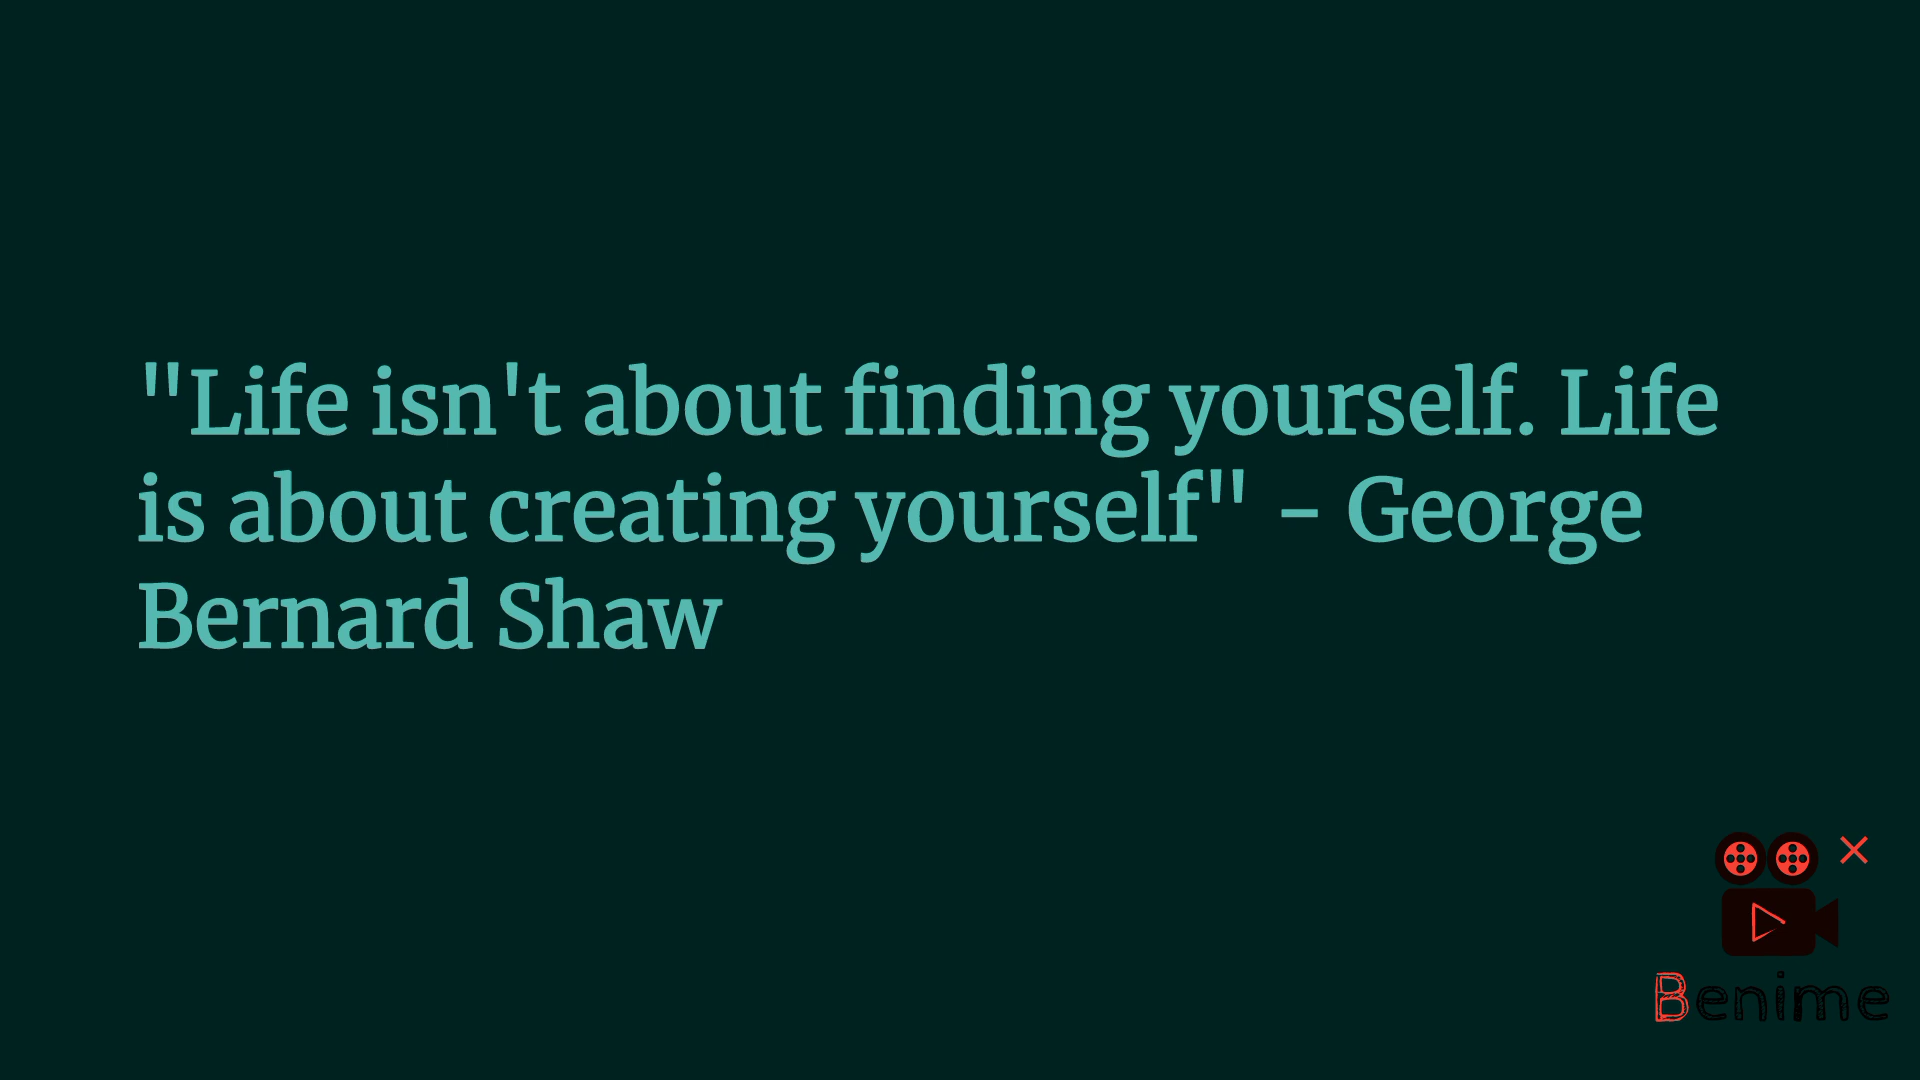 "Life isn't about finding yourself. Life
is about creating yourself" - George
Bernard Shaw
Benime